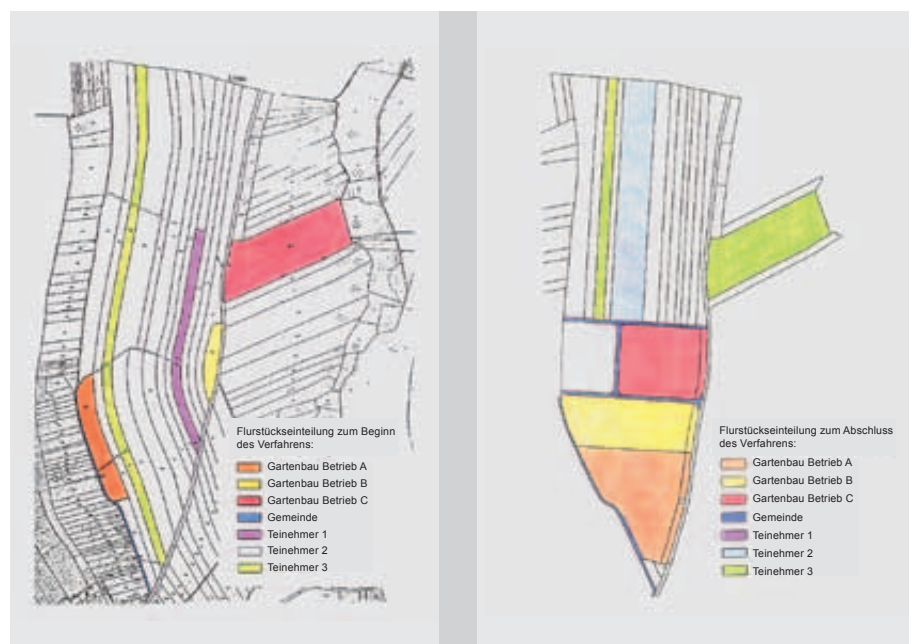 Flurstückseinteilung zum Beginn
des Verfahrens:
Gartenbau Betrieb A
Gartenbau Betrieb B
Gartenbau Betrieb C
Gemeinde
Teinehmer 1
Teinehmer 2
Teinehmer 3
Flurstückseinteilung zum Abschluss
des Verfahrens:
Gartenbau Betrieb A
Gartenbau Betrieb B
Gartenbau Betrieb C
Gemeinde
Teinehmer 1
Teinehmer 2
Teinehmer 3